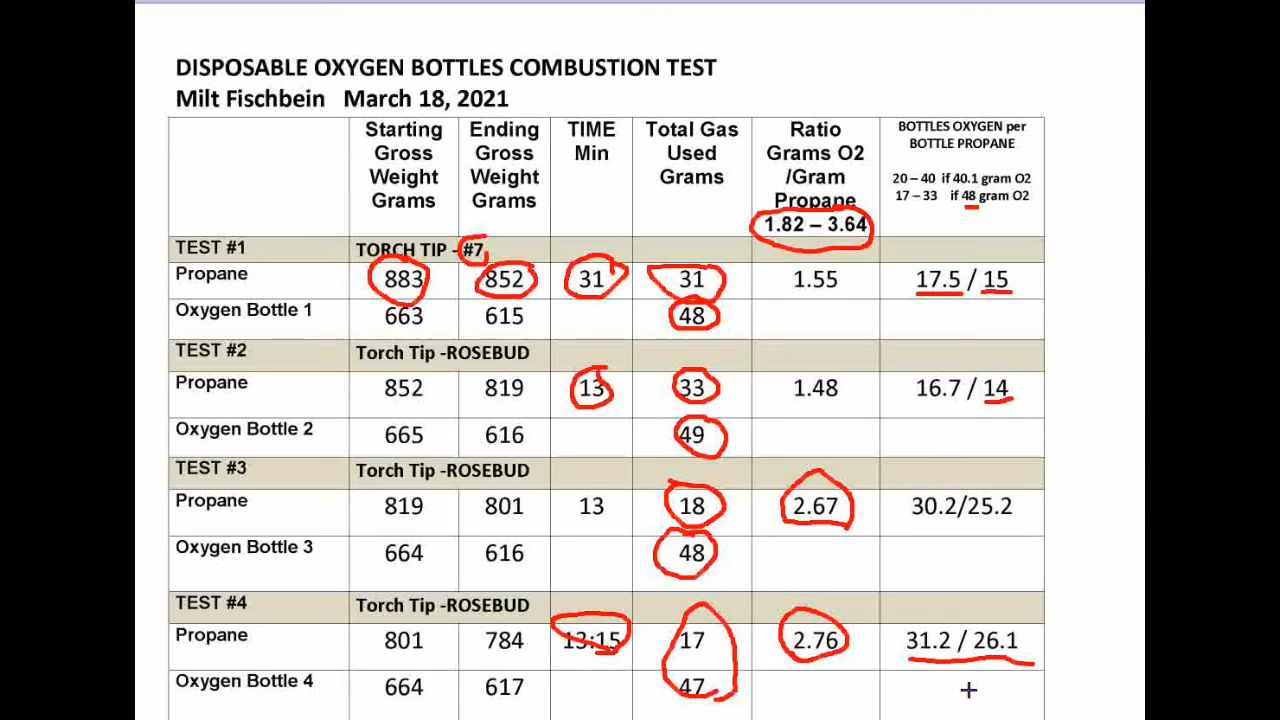 DISPOSABLE OXYGEN BOTTLES COMBUSTION TEST
Milt Fischbein March 18, 2021
Starting Gross Weight Grams
Ending Gross Weight Grams
TIME Min
Total Gas Used Grams
Ratio Grams O2 /Gram Propane 1.82 – 3.64
BOTTLES OXYGEN per BOTTLE PROPANE
20 – 40 if 40.1 gram O2
17 – 33 if 48 gram O2
TEST #1 TORCH TIP - #7
Propane 883 852 31 31 1.55 17.5 / 15
Oxygen Bottle 1 663 615 48
TEST #2 Torch Tip -ROSEBUD
Propane 852 819 13 33 1.48 16.7 / 14
Oxygen Bottle 2 665 616 49
TEST #3 Torch Tip -ROSEBUD
Propane 819 801 13 18 2.67 30.2/25.2
Oxygen Bottle 3 664 616 48
TEST #4 Torch Tip -ROSEBUD
Propane 801 784 13:15 17 2.76 31.2 / 26.1
Oxygen Bottle 4 664 617 47